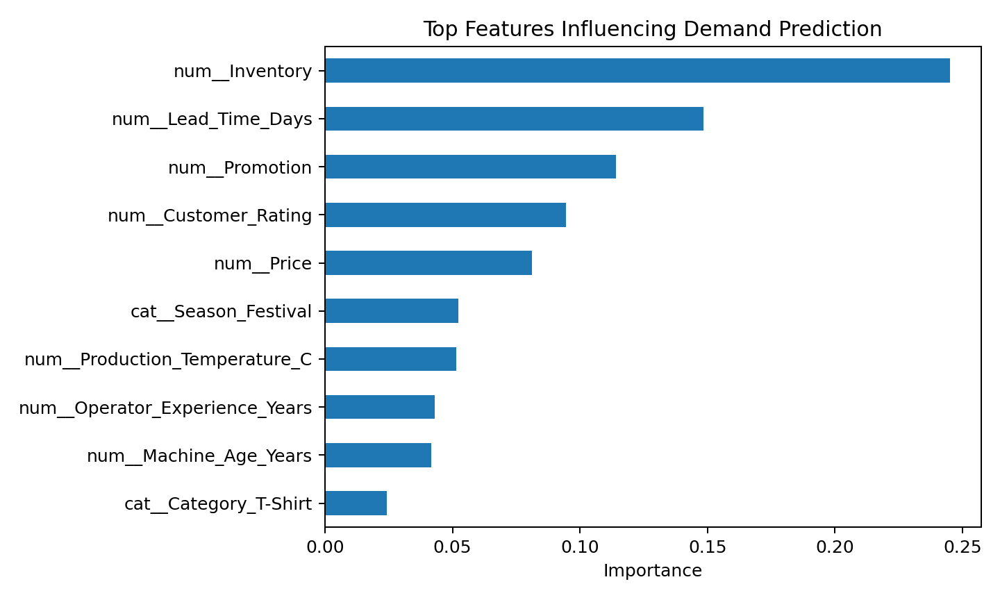 Top Features Influencing Demand Prediction
num__Inventory
num__Lead_Time_Days
num__Promotion
num__Customer_Rating
num__Price
cat__Season_Festival
num__Production_Temperature_C
num__Operator_Experience_Years
num__Machine_Age_Years
cat__Category_T-Shirt
0.00 0.05 0.10 0.15 0.20 0.25
Importance